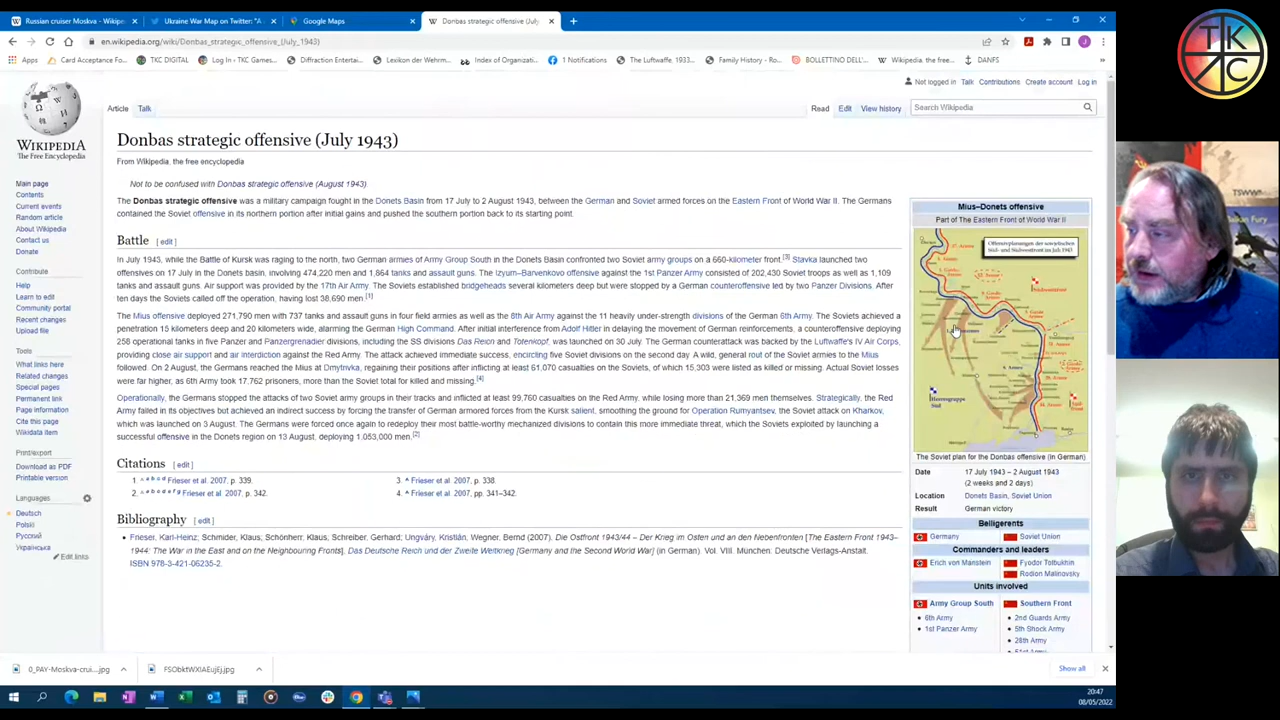 Russian cruiser Moskva - Wikipe
Ukraine War Map on Twitter: "A
Google Maps
Donbas strategic offensive (July
en.wikipedia.org/wiki/Donbas_strategic_offensive_(July_1943)
Apps
Card Acceptance Fo...
TKC DIGITAL
Log In ‹ TKC Games...
Diffraction Entertai...
Lexikon der Wehrm...
Index of Organizati...
1 Notifications
The Luftwaffe, 1933...
Family History - Ro...
BOLLETTINO DELL'...
Wikipedia, the free...
DANFS
TKC
Not logged in Talk Contributions Create account Log in
Article Talk Read Edit View history Search Wikipedia
WIKIPEDIA
The Free Encyclopedia
Main page
Contents
Current events
Random article
About Wikipedia
Contact us
Donate
Contribute
Help
Learn to edit
Community portal
Recent changes
Upload file
Tools
What links here
Related changes
Special pages
Permanent link
Page information
Cite this page
Wikidata item
Print/export
Download as PDF
Printable version
Languages
Deutsch
Polski
Русский
Українська
Edit links
Donbas strategic offensive (July 1943)
From Wikipedia, the free encyclopedia
Not to be confused with Donbas strategic offensive (August 1943).
The Donbas strategic offensive was a military campaign fought in the Donets Basin from 17 July to 2 August 1943, between the German and Soviet armed forces on the Eastern Front of World War II. The Germans
contained the Soviet offensive in its northern portion after initial gains and pushed the southern portion back to its starting point.
Battle [ edit ]
In July 1943, while the Battle of Kursk was raging to the north, two German armies of Army Group South in the Donets Basin confronted two Soviet army groups on a 660-kilometer front.[3] Stavka launched two
offensives on 17 July in the Donets basin, involving 474,220 men and 1,864 tanks and assault guns. The Izyum–Barvenkovo offensive against the 1st Panzer Army consisted of 202,430 Soviet troops as well as 1,109
tanks and assault guns. Air support was provided by the 17th Air Army. The Soviets established bridgeheads several kilometers deep but were stopped by a German counteroffensive led by two Panzer Divisions. After
ten days the Soviets called off the operation, having lost 38,690 men.[1]
The Mius offensive deployed 271,790 men with 737 tanks and assault guns in four field armies as well as the 8th Air Army against the 11 heavily under-strength divisions of the German 6th Army. The Soviets achieved a
penetration 15 kilometers deep and 20 kilometers wide, alarming the German High Command. After initial interference from Adolf Hitler in delaying the movement of German reinforcements, a counteroffensive deploying
258 operational tanks in five Panzer and Panzergrenadier divisions, including the SS divisions Das Reich and Totenkopf, was launched on 30 July. The German counterattack was backed by the Luftwaffe's IV Air Corps,
providing close air support and air interdiction against the Red Army. The attack achieved immediate success, encircling five Soviet divisions on the second day. A wild, general rout of the Soviet armies to the Mius
followed. On 2 August, the Germans reached the Mius at Dmytrivka, regaining their positions after inflicting at least 61,070 casualties on the Soviets, of which 15,303 were listed as killed or missing. Actual Soviet losses
were far higher, as 6th Army took 17,762 prisoners, more than the Soviet total for killed and missing.[4]
Operationally, the Germans stopped the attacks of two Soviet army groups in their tracks and inflicted at least 99,760 casualties on the Red Army, while losing more than 21,369 men themselves. Strategically, the Red
Army failed in its objectives but achieved an indirect success by forcing the transfer of German armored forces from the Kursk salient, smoothing the ground for Operation Rumyantsev, the Soviet attack on Kharkov,
which was launched on 3 August. The Germans were forced once again to redeploy their most battle-worthy mechanized divisions to contain this more immediate threat, which the Soviets exploited by launching a
successful offensive in the Donets region on 13 August, deploying 1,053,000 men.[2]
Citations [ edit ]
1. ^ a b c d Frieser et al. 2007, p. 339.
2. ^ a b c d e f g Frieser et al. 2007, p. 342.
3. ^ Frieser et al. 2007, p. 338.
4. ^ Frieser et al. 2007, pp. 341–342.
Bibliography [ edit ]
• Frieser, Karl-Heinz; Schmider, Klaus; Schönherr, Klaus; Schreiber, Gerhard; Ungváry, Kristián; Wegner, Bernd (2007). Die Ostfront 1943/44 – Der Krieg im Osten und an den Nebenfronten [The Eastern Front 1943–
1944: The War in the East and on the Neighbouring Fronts]. Das Deutsche Reich und der Zweite Weltkrieg [Germany and the Second World War] (in German). Vol. VIII. München: Deutsche Verlags-Anstalt.
ISBN 978-3-421-06235-2.
Mius–Donets offensive
Part of The Eastern Front of World War II
Offensivplanungen der sowjetischen
Süd- und Südwestfront im Juli 1943
The Soviet plan for the Donbas offensive (in German)
Date 17 July 1943 – 2 August 1943
(2 weeks and 2 days)
Location Donets Basin, Soviet Union
Result German victory
Belligerents
Germany Soviet Union
Commanders and leaders
Erich von Manstein Fyodor Tolbukhin
Rodion Malinovsky
Units involved
Army Group South Southern Front
• 6th Army • 2nd Guards Army
• 1st Panzer Army • 5th Shock Army
• 28th Army
• 51st Army
0_PAY-Moskva-crui....jpg
FSObktWXIAEujEj.jpg
Show all
20:47
08/05/2022